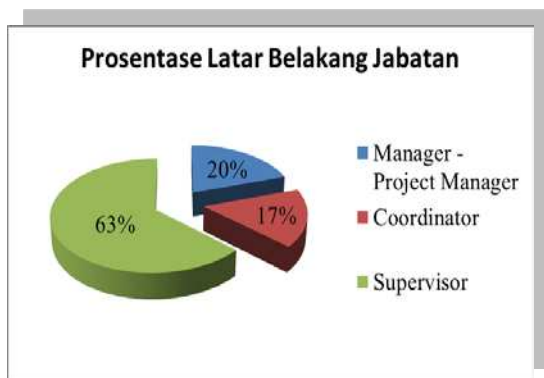 Prosentase Latar Belakang Jabatan
20%
17%
63%
Manager -
Project Manager
Coordinator
Supervisor